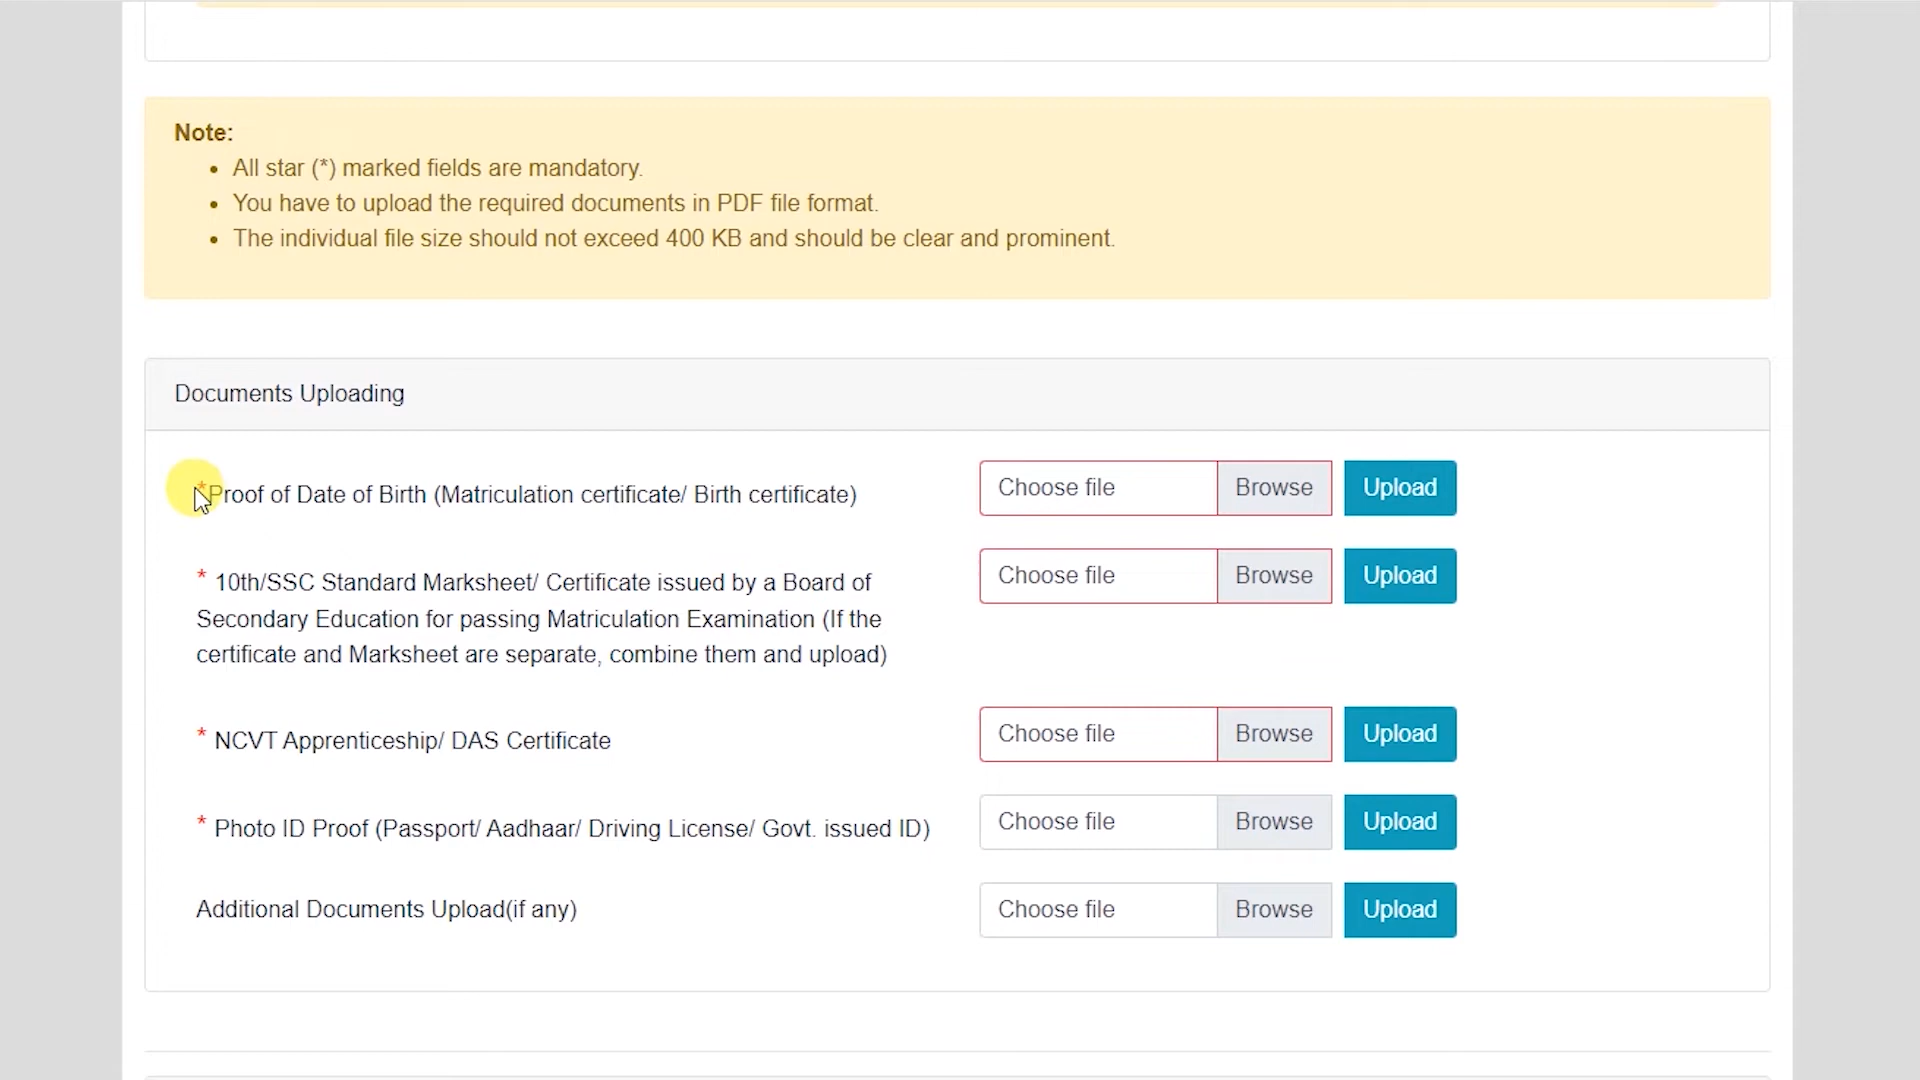 Note:
• All star (*) marked fields are mandatory.
• You have to upload the required documents in PDF file format.
• The individual file size should not exceed 400 KB and should be clear and prominent.
Documents Uploading
*Proof of Date of Birth (Matriculation certificate/ Birth certificate)
Choose file Browse Upload
* 10th/SSC Standard Marksheet/ Certificate issued by a Board of
Secondary Education for passing Matriculation Examination (If the
certificate and Marksheet are separate, combine them and upload)
Choose file Browse Upload
* NCVT Apprenticeship/ DAS Certificate
Choose file Browse Upload
* Photo ID Proof (Passport/ Aadhaar/ Driving License/ Govt. issued ID)
Choose file Browse Upload
Additional Documents Upload(if any)
Choose file Browse Upload